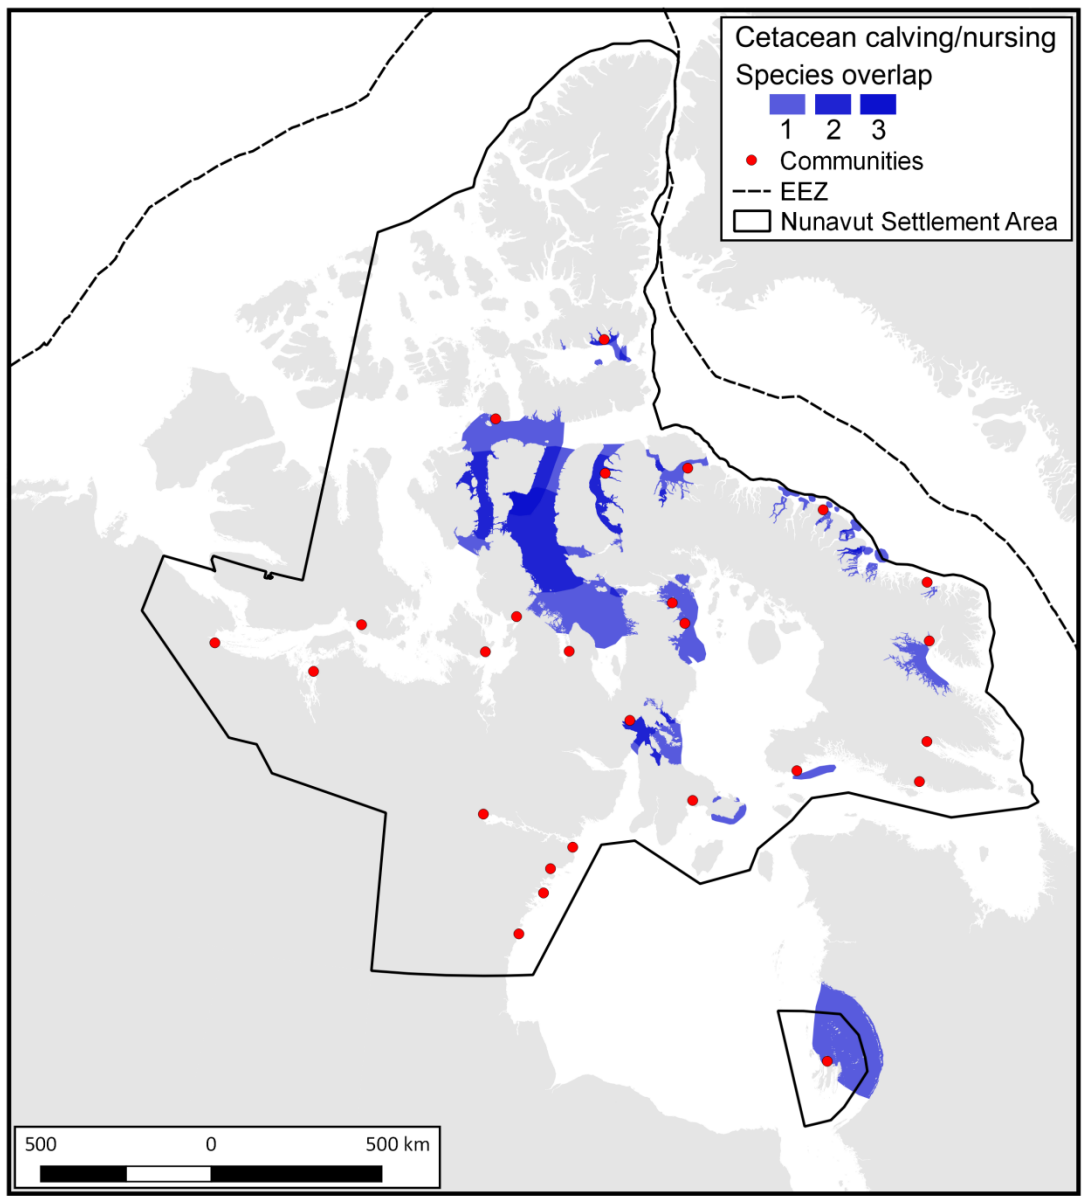 Cetacean calving/nursing
Species overlap
1 2 3
Communities
EEZ
Nunavut Settlement Area
500 0 500 km